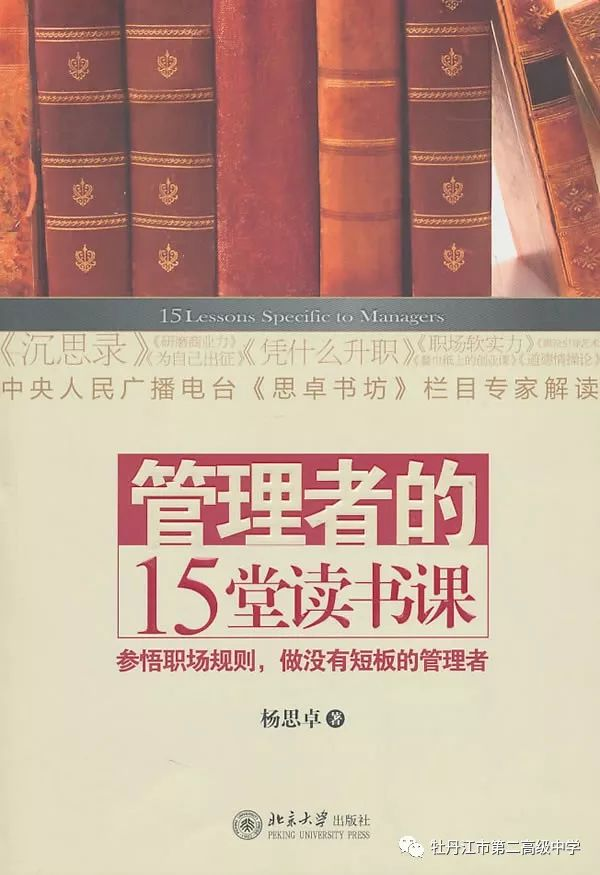 15 Lessons Specific to Managers
《沉思录》《研磨商业力》《凭什么升职》《职场软实力》
《为自己出征》《餐巾纸上的创业课》《道德情操论》
中央人民广播电台《思卓书坊》栏目专家解读
管理者的
15堂读书课
参悟职场规则，做没有短板的管理者
杨思卓 著
北京大学出版社
PEKING UNIVERSITY PRESS
牡丹江市第二高级中学